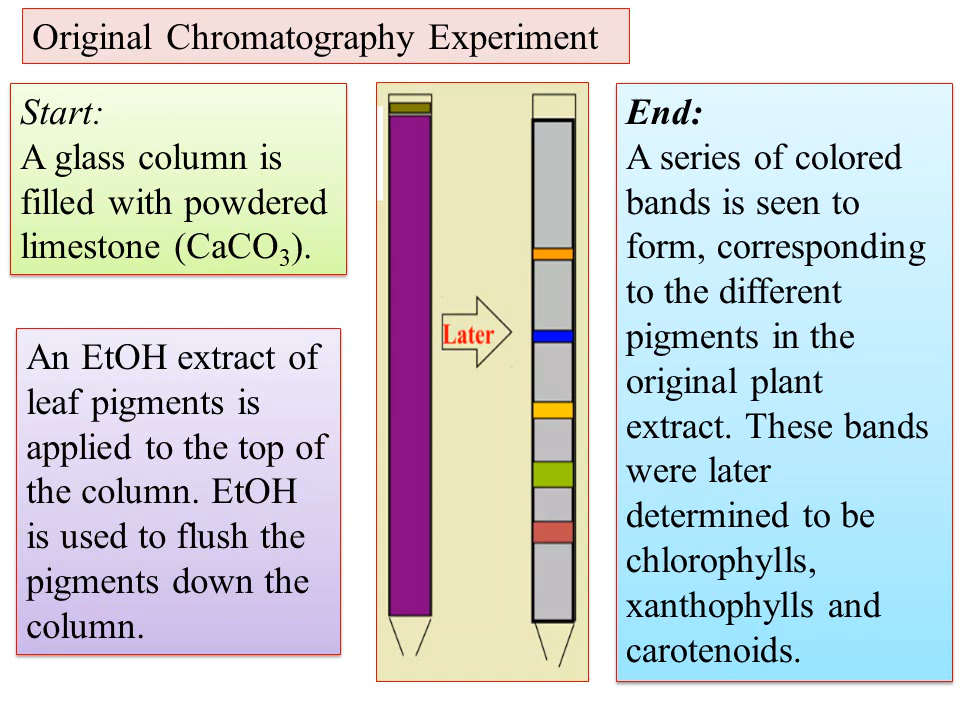 Original Chromatography Experiment
Start:
A glass column is
filled with powdered
limestone (CaCO₃).
An EtOH extract of
leaf pigments is
applied to the top of
the column. EtOH
is used to flush the
pigments down the
column.
Later
End:
A series of colored
bands is seen to
form, corresponding
to the different
pigments in the
original plant
extract. These bands
were later
determined to be
chlorophylls,
xanthophylls and
carotenoids.